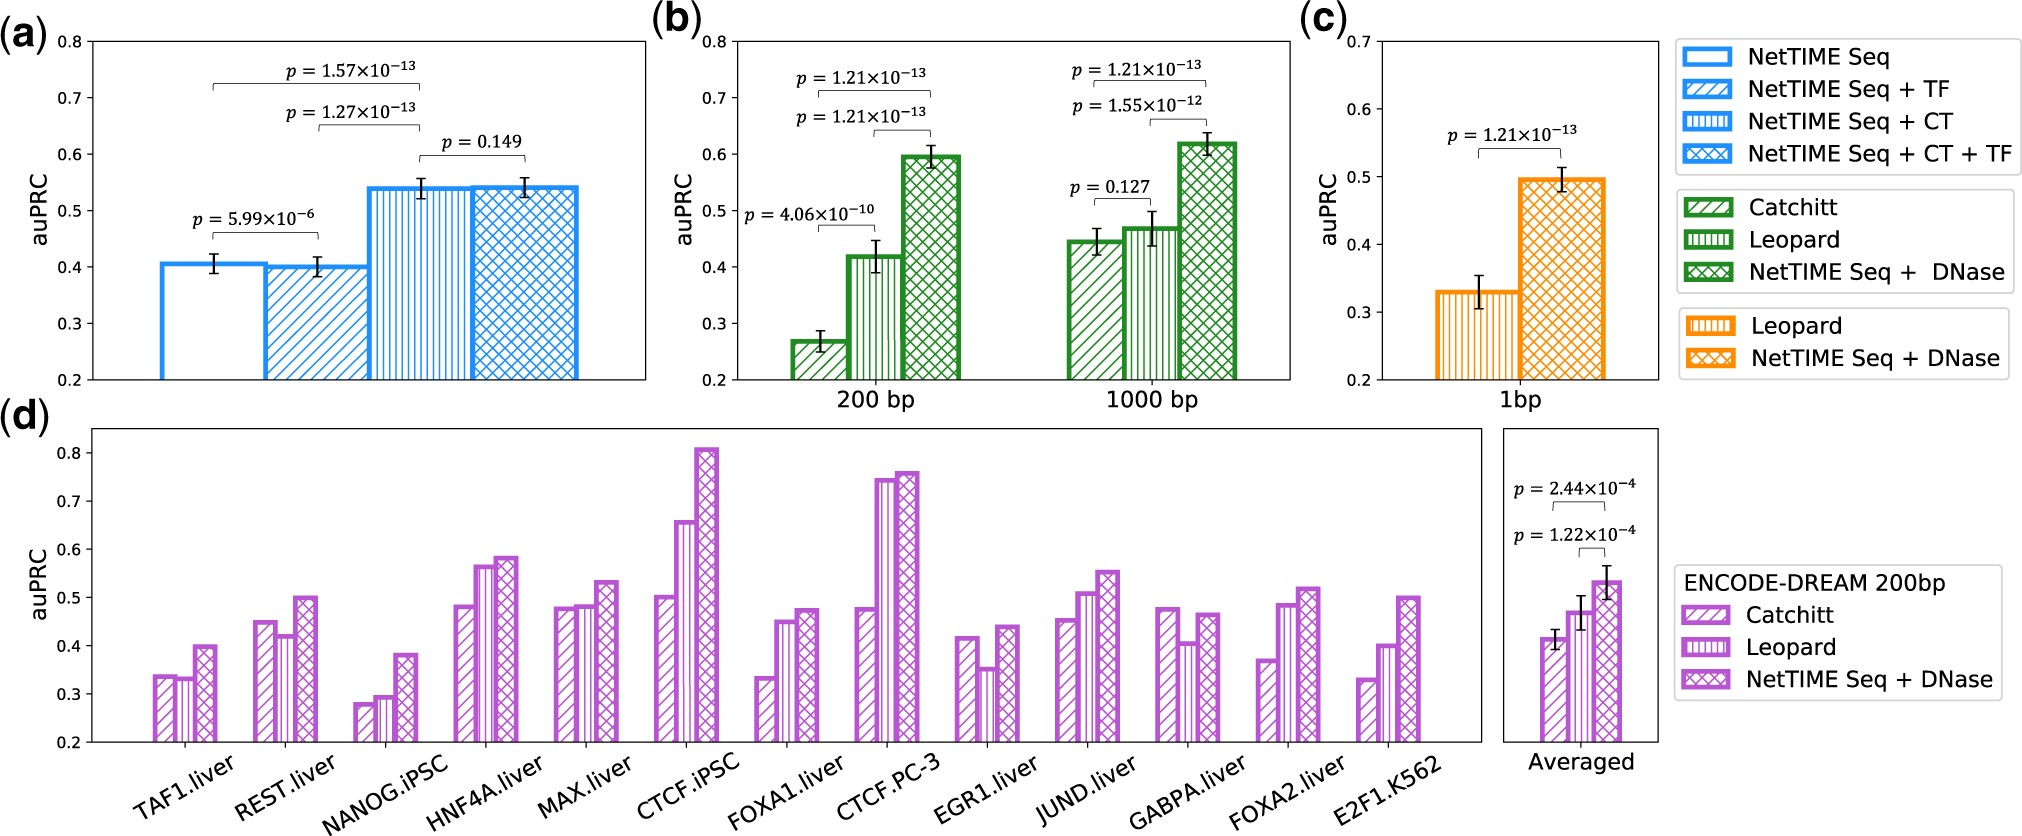 (a)
auPRC
0.8
0.7
0.6
0.5
0.4
0.3
0.2
p = 1.57×10−13
p = 1.27×10−13
p = 0.149
p = 5.99×10−6
(b)
auPRC
0.8
0.7
0.6
0.5
0.4
0.3
0.2
p = 1.21×10−13
p = 1.21×10−13
p = 4.06×10−10
p = 1.21×10−13
p = 1.55×10−12
p = 0.127
200 bp
1000 bp
(c)
auPRC
0.7
0.6
0.5
0.4
0.3
0.2
p = 1.21×10−13
1bp
NetTIME Seq
NetTIME Seq + TF
NetTIME Seq + CT
NetTIME Seq + CT + TF
Catchitt
Leopard
NetTIME Seq + DNase
Leopard
NetTIME Seq + DNase
(d)
auPRC
0.8
0.7
0.6
0.5
0.4
0.3
0.2
TAF1.liver
REST.liver
NANOG.iPSC
HNF4A.liver
MAX.liver
CTCF.iPSC
FOXA1.liver
CTCF.PC-3
EGR1.liver
JUND.liver
GABPA.liver
FOXA2.liver
E2F1.K562
p = 2.44×10−4
p = 1.22×10−4
Averaged
ENCODE-DREAM 200bp
Catchitt
Leopard
NetTIME Seq + DNase